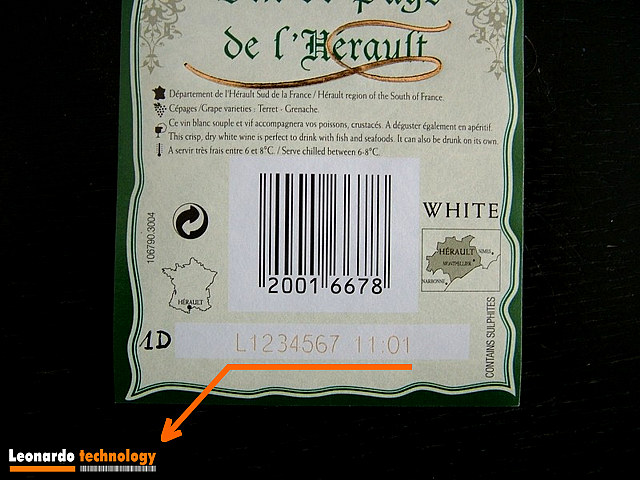 Vin de Pays
de l'Hérault
Département de l'Hérault Sud de la France / Hérault region of the South of France.
Cépages /Grape varieties : Terret - Grenache.
Ce vin blanc souple et vif accompagnera vos poissons, crustacés. A déguster également en apéritif.
This crisp, dry white wine is perfect to drink with fish and seafoods. It can also be drunk on its own.
A servir très frais entre 6 et 8°C. / Serve chilled between 6-8°C.
WHITE
106790.3004
HÉRAULT
NIMES
MONTPELLIER
NARBONNE
20016678
HÉRAULT
CONTAINS SULPHITES
1D
L1234567 11:01
Leonardo technology